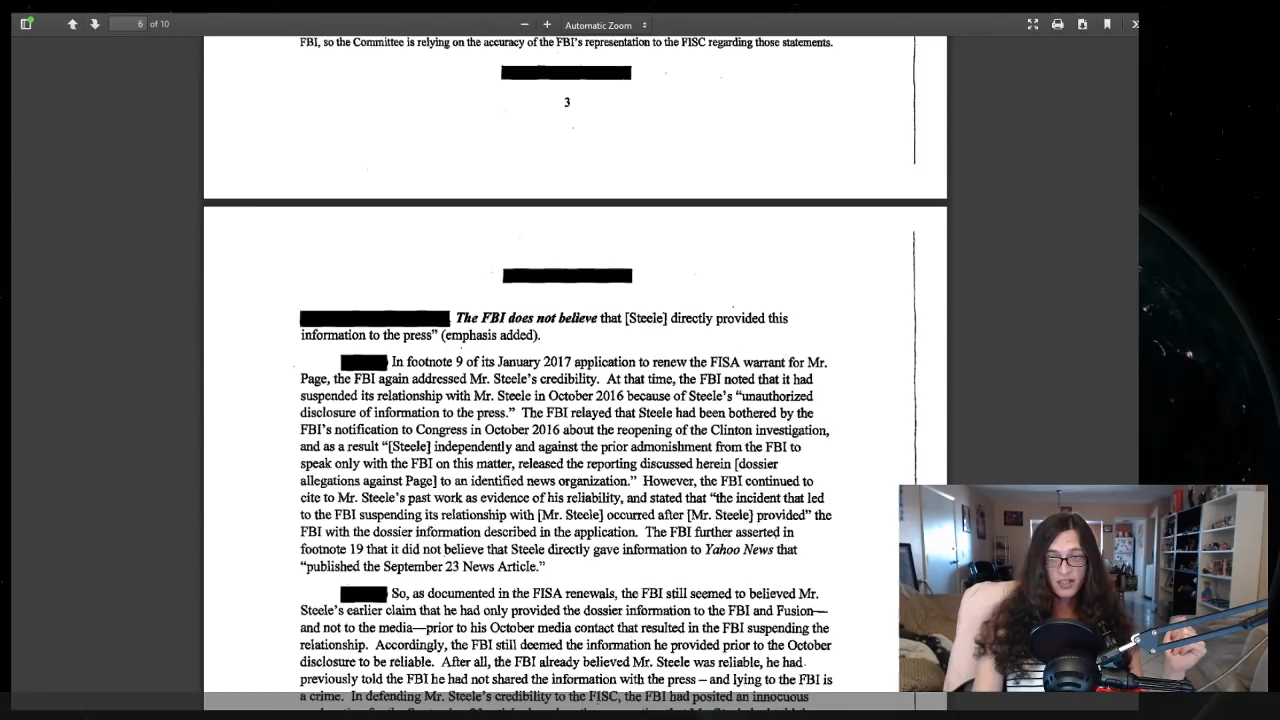 6 of 10
Automatic Zoom
FBI, so the Committee is relying on the accuracy of the FBI's representation to the FISC regarding those statements.
3
The FBI does not believe that [Steele] directly provided this
information to the press" (emphasis added).
In footnote 9 of its January 2017 application to renew the FISA warrant for Mr.
Page, the FBI again addressed Mr. Steele's credibility. At that time, the FBI noted that it had
suspended its relationship with Mr. Steele in October 2016 because of Steele's "unauthorized
disclosure of information to the press." The FBI relayed that Steele had been bothered by the
FBI's notification to Congress in October 2016 about the reopening of the Clinton investigation,
and as a result "[Steele] independently and against the prior admonishment from the FBI to
speak only with the FBI on this matter, released the reporting discussed herein [dossier
allegations against Page] to an identified news organization." However, the FBI continued to
cite to Mr. Steele's past work as evidence of his reliability, and stated that "the incident that led
to the FBI suspending its relationship with [Mr. Steele] occurred after [Mr. Steele] provided" the
FBI with the dossier information described in the application. The FBI further asserted in
footnote 19 that it did not believe that Steele directly gave information to Yahoo News that
"published the September 23 News Article."
So, as documented in the FISA renewals, the FBI still seemed to believed Mr.
Steele's earlier claim that he had only provided the dossier information to the FBI and Fusion—
and not to the media—prior to his October media contact that resulted in the FBI suspending the
relationship. Accordingly, the FBI still deemed the information he provided prior to the October
disclosure to be reliable. After all, the FBI already believed Mr. Steele was reliable, he had
previously told the FBI he had not shared the information with the press – and lying to the FBI is
a crime. In defending Mr. Steele's credibility to the FISC, the FBI had posited an innocuous